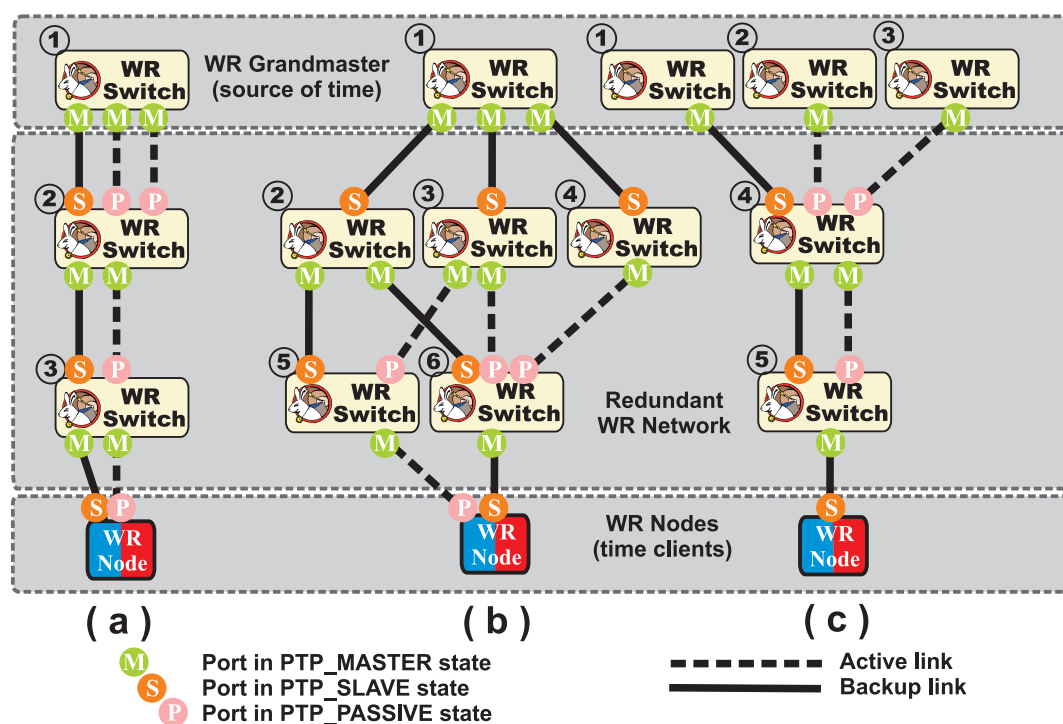 1
WR
Switch
M M M
WR Grandmaster
(source of time)
1
WR
Switch
M M M
1
WR
Switch
M
2
WR
Switch
M
3
WR
Switch
M
2
S P P
WR
Switch
M M
2
S
WR
Switch
M M
3
S
WR
Switch
M M
4
S
WR
Switch
M
4
S P P
WR
Switch
M M
3
S P
WR
Switch
M M
5
S P
WR
Switch
M
6
S P P
WR
Switch
M
Redundant
WR Network
5
S P
WR
Switch
M
S P
WR
Node
P S
WR
Node
WR Nodes
(time clients)
S
WR
Node
( a )
( b )
( c )
M Port in PTP_MASTER state
S Port in PTP_SLAVE state
P Port in PTP_PASSIVE state
Active link
Backup link